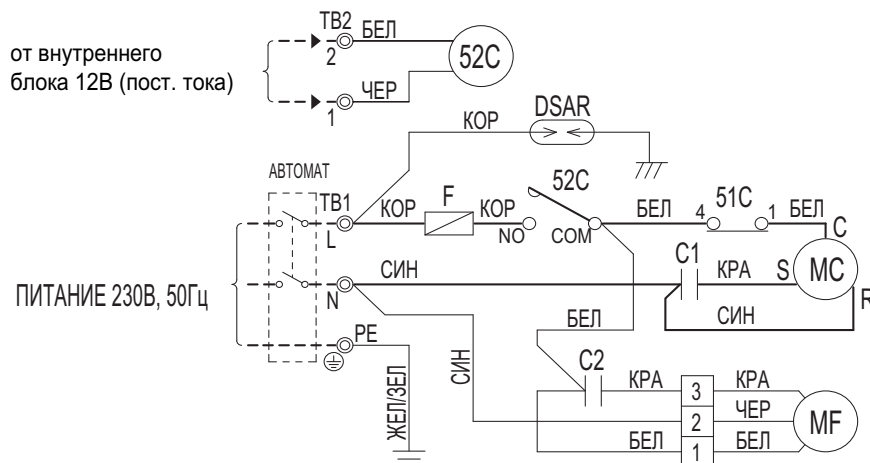 от внутреннего
блока 12В (пост. тока)
TB2
БЕЛ
2
52C
ЧЕР
1
КОР
DSAR
АВТОМАТ
TB1
КОР
F
КОР
52C
51C
L
NO
COM
БЕЛ
4
1
БЕЛ
C
СИН
C1
КРА
S
MC
R
ПИТАНИЕ 230В, 50Гц
N
СИН
PE
БЕЛ
ЖЕЛ/ЗЕЛ
СИН
C2
КРА
3
КРА
2
ЧЕР
MF
БЕЛ
1
БЕЛ